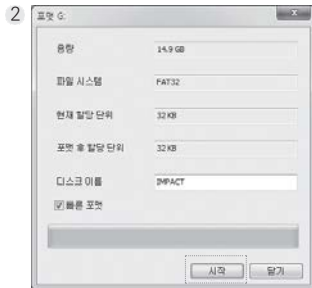 2
포맷 G:
용량 14.9 GB
파일 시스템 FAT32
현재 할당 단위 32 KB
포맷 후 할당 단위 32 KB
디스크 이름 IMPACT
빠른 포맷
시작 닫기